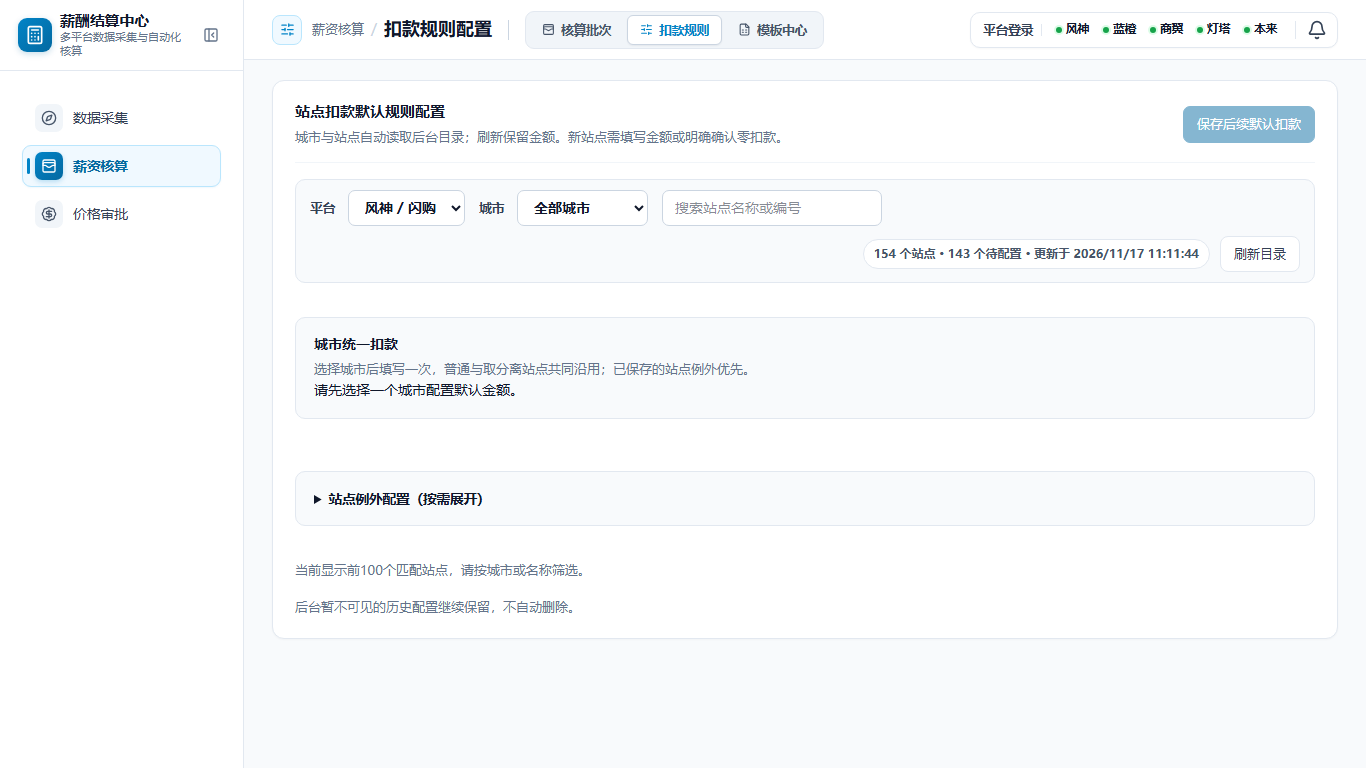 薪酬结算中心
多平台数据采集与自动化
核算
数据采集
薪资核算
价格审批
薪资核算 / 扣款规则配置
核算批次
扣款规则
模板中心
平台登录
风神
蓝橙
商翼
灯塔
本来
站点扣款默认规则配置
城市与站点自动读取后台目录；刷新保留金额。新站点需填写金额或明确确认零扣款。
保存后续默认扣款
平台
风神 / 闪购
城市
全部城市
搜索站点名称或编号
154 个站点 • 143 个待配置 • 更新于 2026/11/17 11:11:44
刷新目录
城市统一扣款
选择城市后填写一次，普通与取分离站点共同沿用；已保存的站点例外优先。
请先选择一个城市配置默认金额。
站点例外配置（按需展开）
当前显示前100个匹配站点，请按城市或名称筛选。
后台暂不可见的历史配置继续保留，不自动删除。